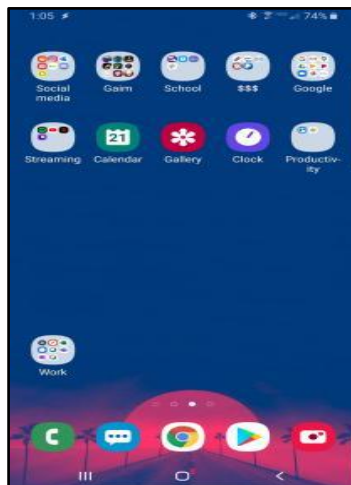 1:05 74%
Social media Gaim School $$$ Google
Streaming Calendar Gallery Clock Productiv-ity
21
Work